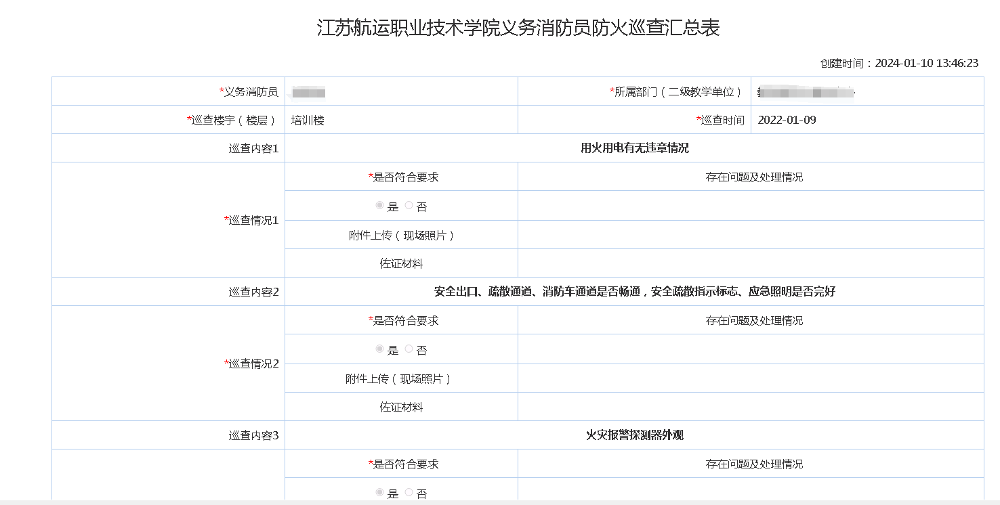 江苏航运职业技术学院义务消防员防火巡查汇总表
创建时间：2024-01-10 13:46:23
*义务消防员 *所属部门（二级教学单位）
*巡查楼宇（楼层） 培训楼 *巡查时间 2022-01-09
巡查内容1 用火用电有无违章情况
*是否符合要求 存在问题及处理情况
是 否
*巡查情况1
附件上传（现场照片）
佐证材料
巡查内容2 安全出口、疏散通道、消防车通道是否畅通，安全疏散指示标志、应急照明是否完好
*是否符合要求 存在问题及处理情况
是 否
*巡查情况2
附件上传（现场照片）
佐证材料
巡查内容3 火灾报警探测器外观
*是否符合要求 存在问题及处理情况
是 否